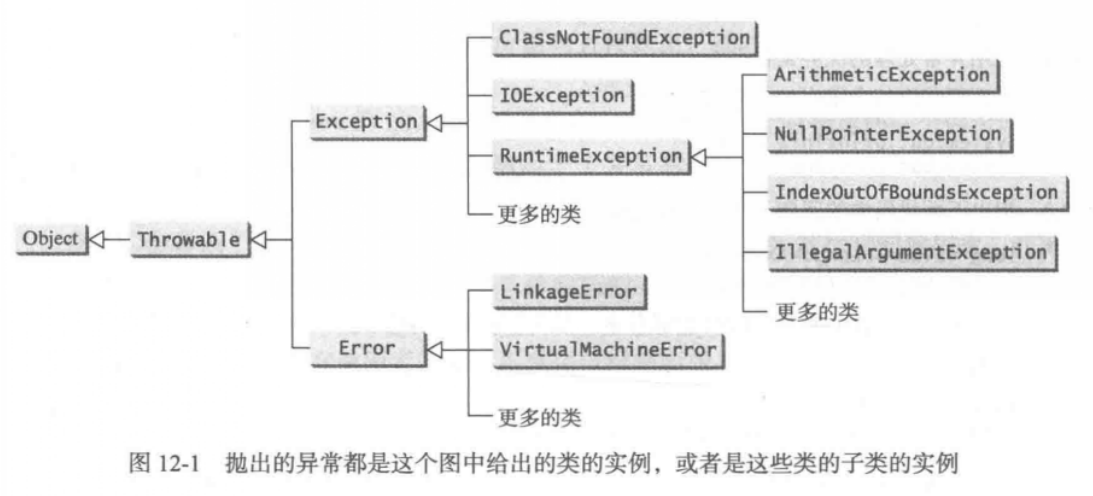 ClassNotFoundException
ArithmeticException
IOException
Exception
NullPointerException
RuntimeException
IndexOutOfBoundsException
更多的类
Object
Throwable
IllegalArgumentException
LinkageError
更多的类
Error
VirtualMachineError
更多的类
图 12-1 抛出的异常都是这个图中给出的类的实例，或者是这些类的子类的实例